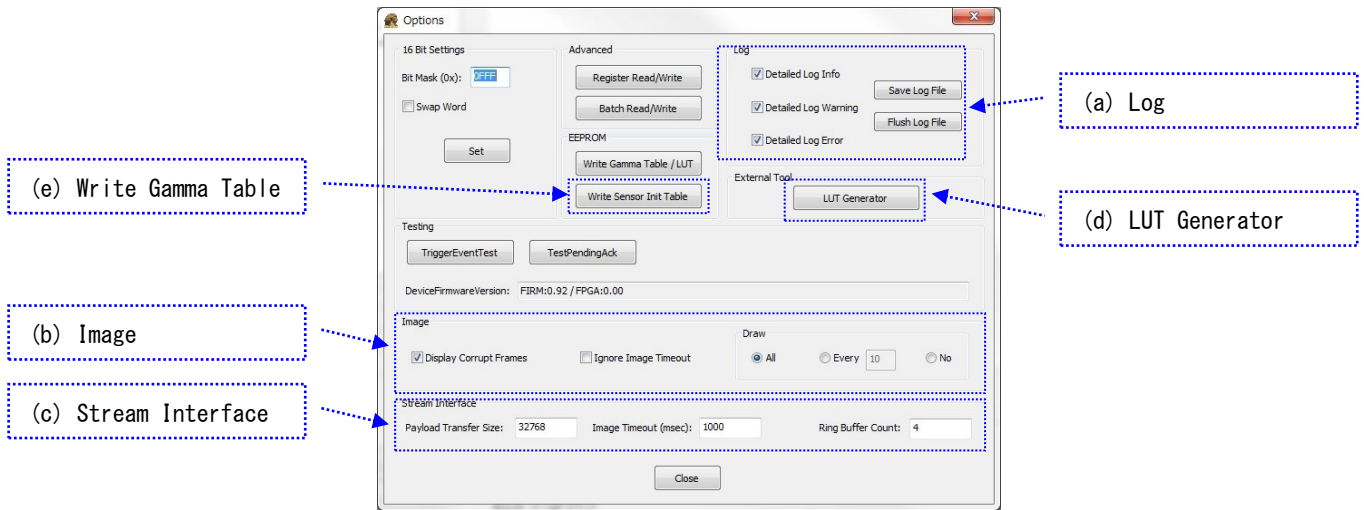 Options
16 Bit Settings
Bit Mask (0x): 0FFF
Swap Word
Set
Advanced
Register Read/Write
Batch Read/Write
EEPROM
Write Gamma Table / LUT
Write Sensor Init Table
Log
Detailed Log Info
Detailed Log Warning
Detailed Log Error
Save Log File
Flush Log File
External Tool
LUT Generator
Testing
TriggerEventTest
TestPendingAck
DeviceFirmwareVersion: FIRM:0.92 / FPGA:0.00
Image
Display Corrupt Frames
Ignore Image Timeout
Draw
All
Every 10
No
Stream Interface
Payload Transfer Size: 32768
Image Timeout (msec): 1000
Ring Buffer Count: 4
Close
(a) Log
(e) Write Gamma Table
(d) LUT Generator
(b) Image
(c) Stream Interface